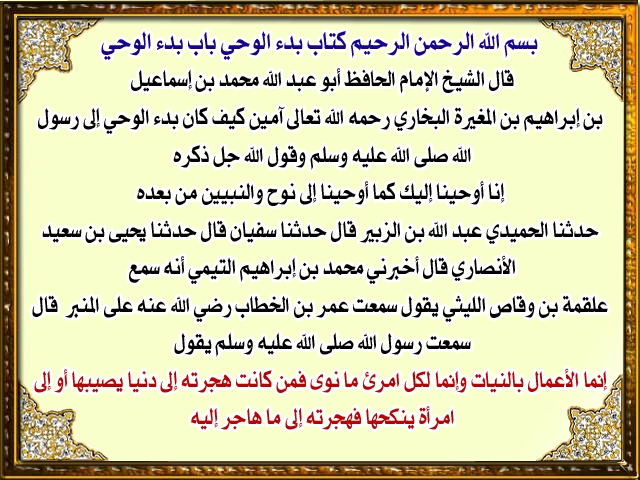 بسم الله الرحمن الرحيم كتاب بدء الوحي باب بدء الوحي
قال الشيخ الإمام الحافظ أبو عبد الله محمد بن إسماعيل
بن إبراهيم بن المغيرة البخاري رحمه الله تعالى آمين كيف كان بدء الوحي إلى رسول
الله صلى الله عليه وسلم وقول الله جل ذكره
إنا أوحينا إليك كما أوحينا إلى نوح والنبيين من بعده
حدثنا الحميدي عبد الله بن الزبير قال حدثنا سفيان قال حدثنا يحيى بن سعيد
الأنصاري قال أخبرني محمد بن إبراهيم التيمي أنه سمع
علقمة بن وقاص الليثي يقول سمعت عمر بن الخطاب رضي الله عنه على المنبر قال
سمعت رسول الله صلى الله عليه وسلم يقول
إنما الأعمال بالنيات وإنما لكل امرئ ما نوى فمن كانت هجرته إلى دنيا يصيبها أو إلى
امرأة ينكحها فهجرته إلى ما هاجر إليه